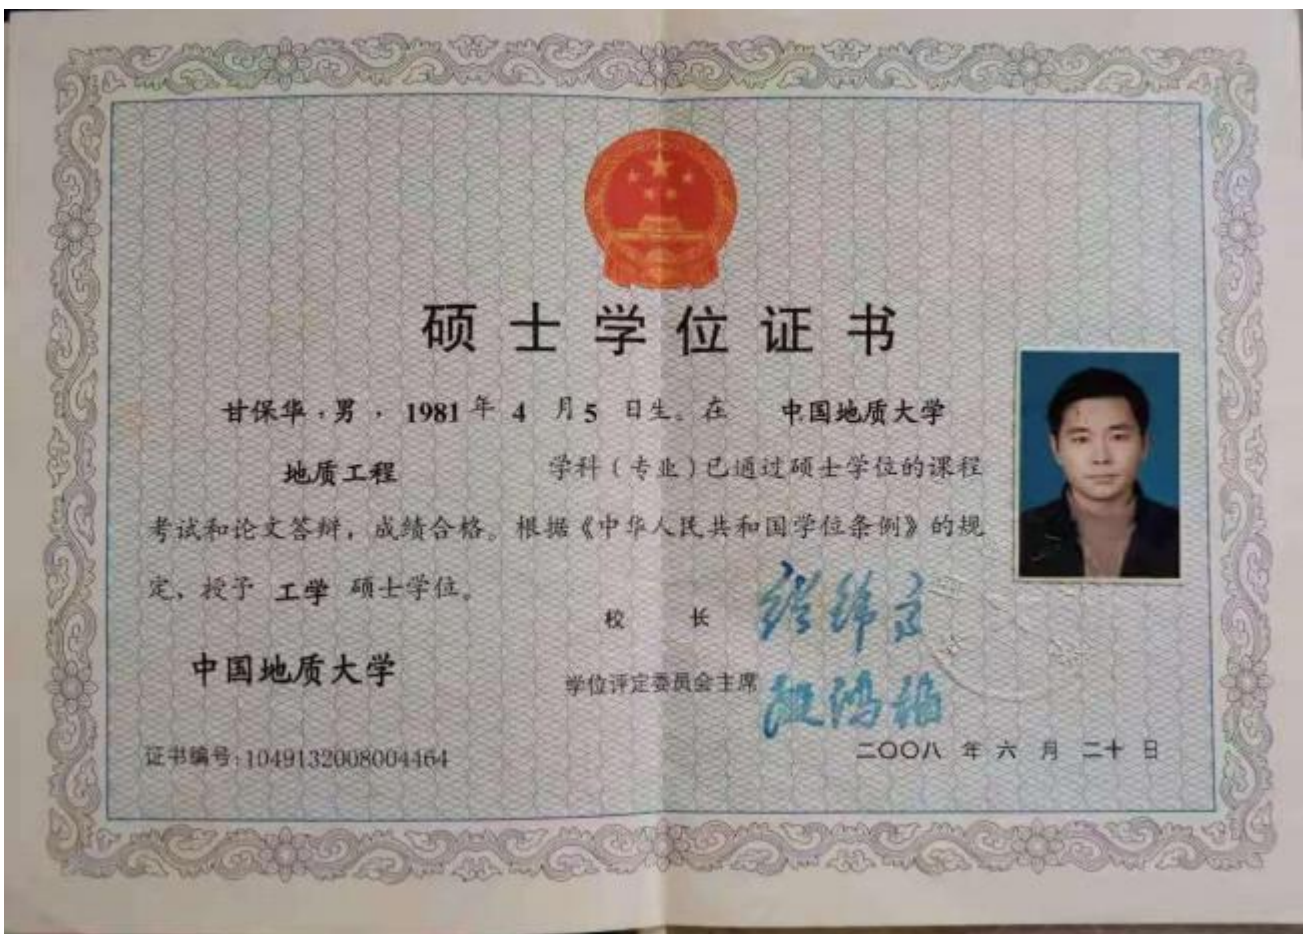 硕士学位证书
甘保华，男，1981年4月5日生。在 中国地质大学
地质工程 学科（专业）已通过硕士学位的课程
考试和论文答辩，成绩合格。根据《中华人民共和国学位条例》的规
定，授予 工学 硕士学位。
校长
中国地质大学
学位评定委员会主席
证书编号：1049132008004464
二〇〇八年六月二十日